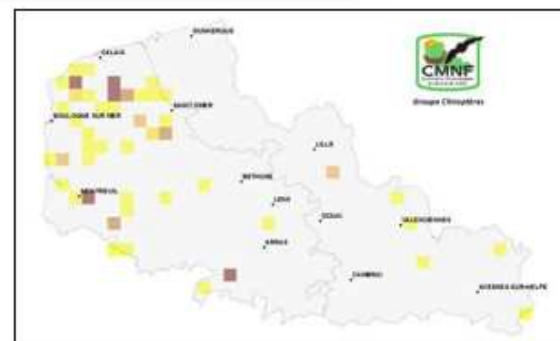 DUNKERQUE
CALAIS
CMNF
Groupe Chiroptères
SAINT OMER
BOULOGNE SUR MER
LILLE
BETHUNE
MONTREUIL
LENS
DOUAI
VALENCIENNES
ARRAS
CAMBRAI
AVESNES-SUR-HELPE